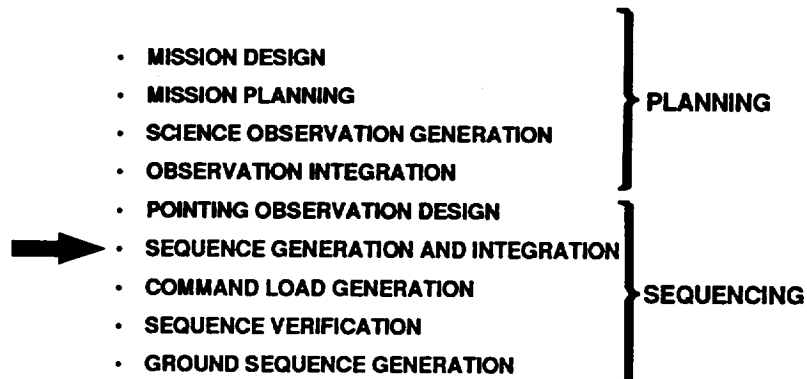 · MISSION DESIGN
· MISSION PLANNING
PLANNING
· SCIENCE OBSERVATION GENERATION
· OBSERVATION INTEGRATION
· POINTING OBSERVATION DESIGN
· SEQUENCE GENERATION AND INTEGRATION
· COMMAND LOAD GENERATION
SEQUENCING
· SEQUENCE VERIFICATION
· GROUND SEQUENCE GENERATION